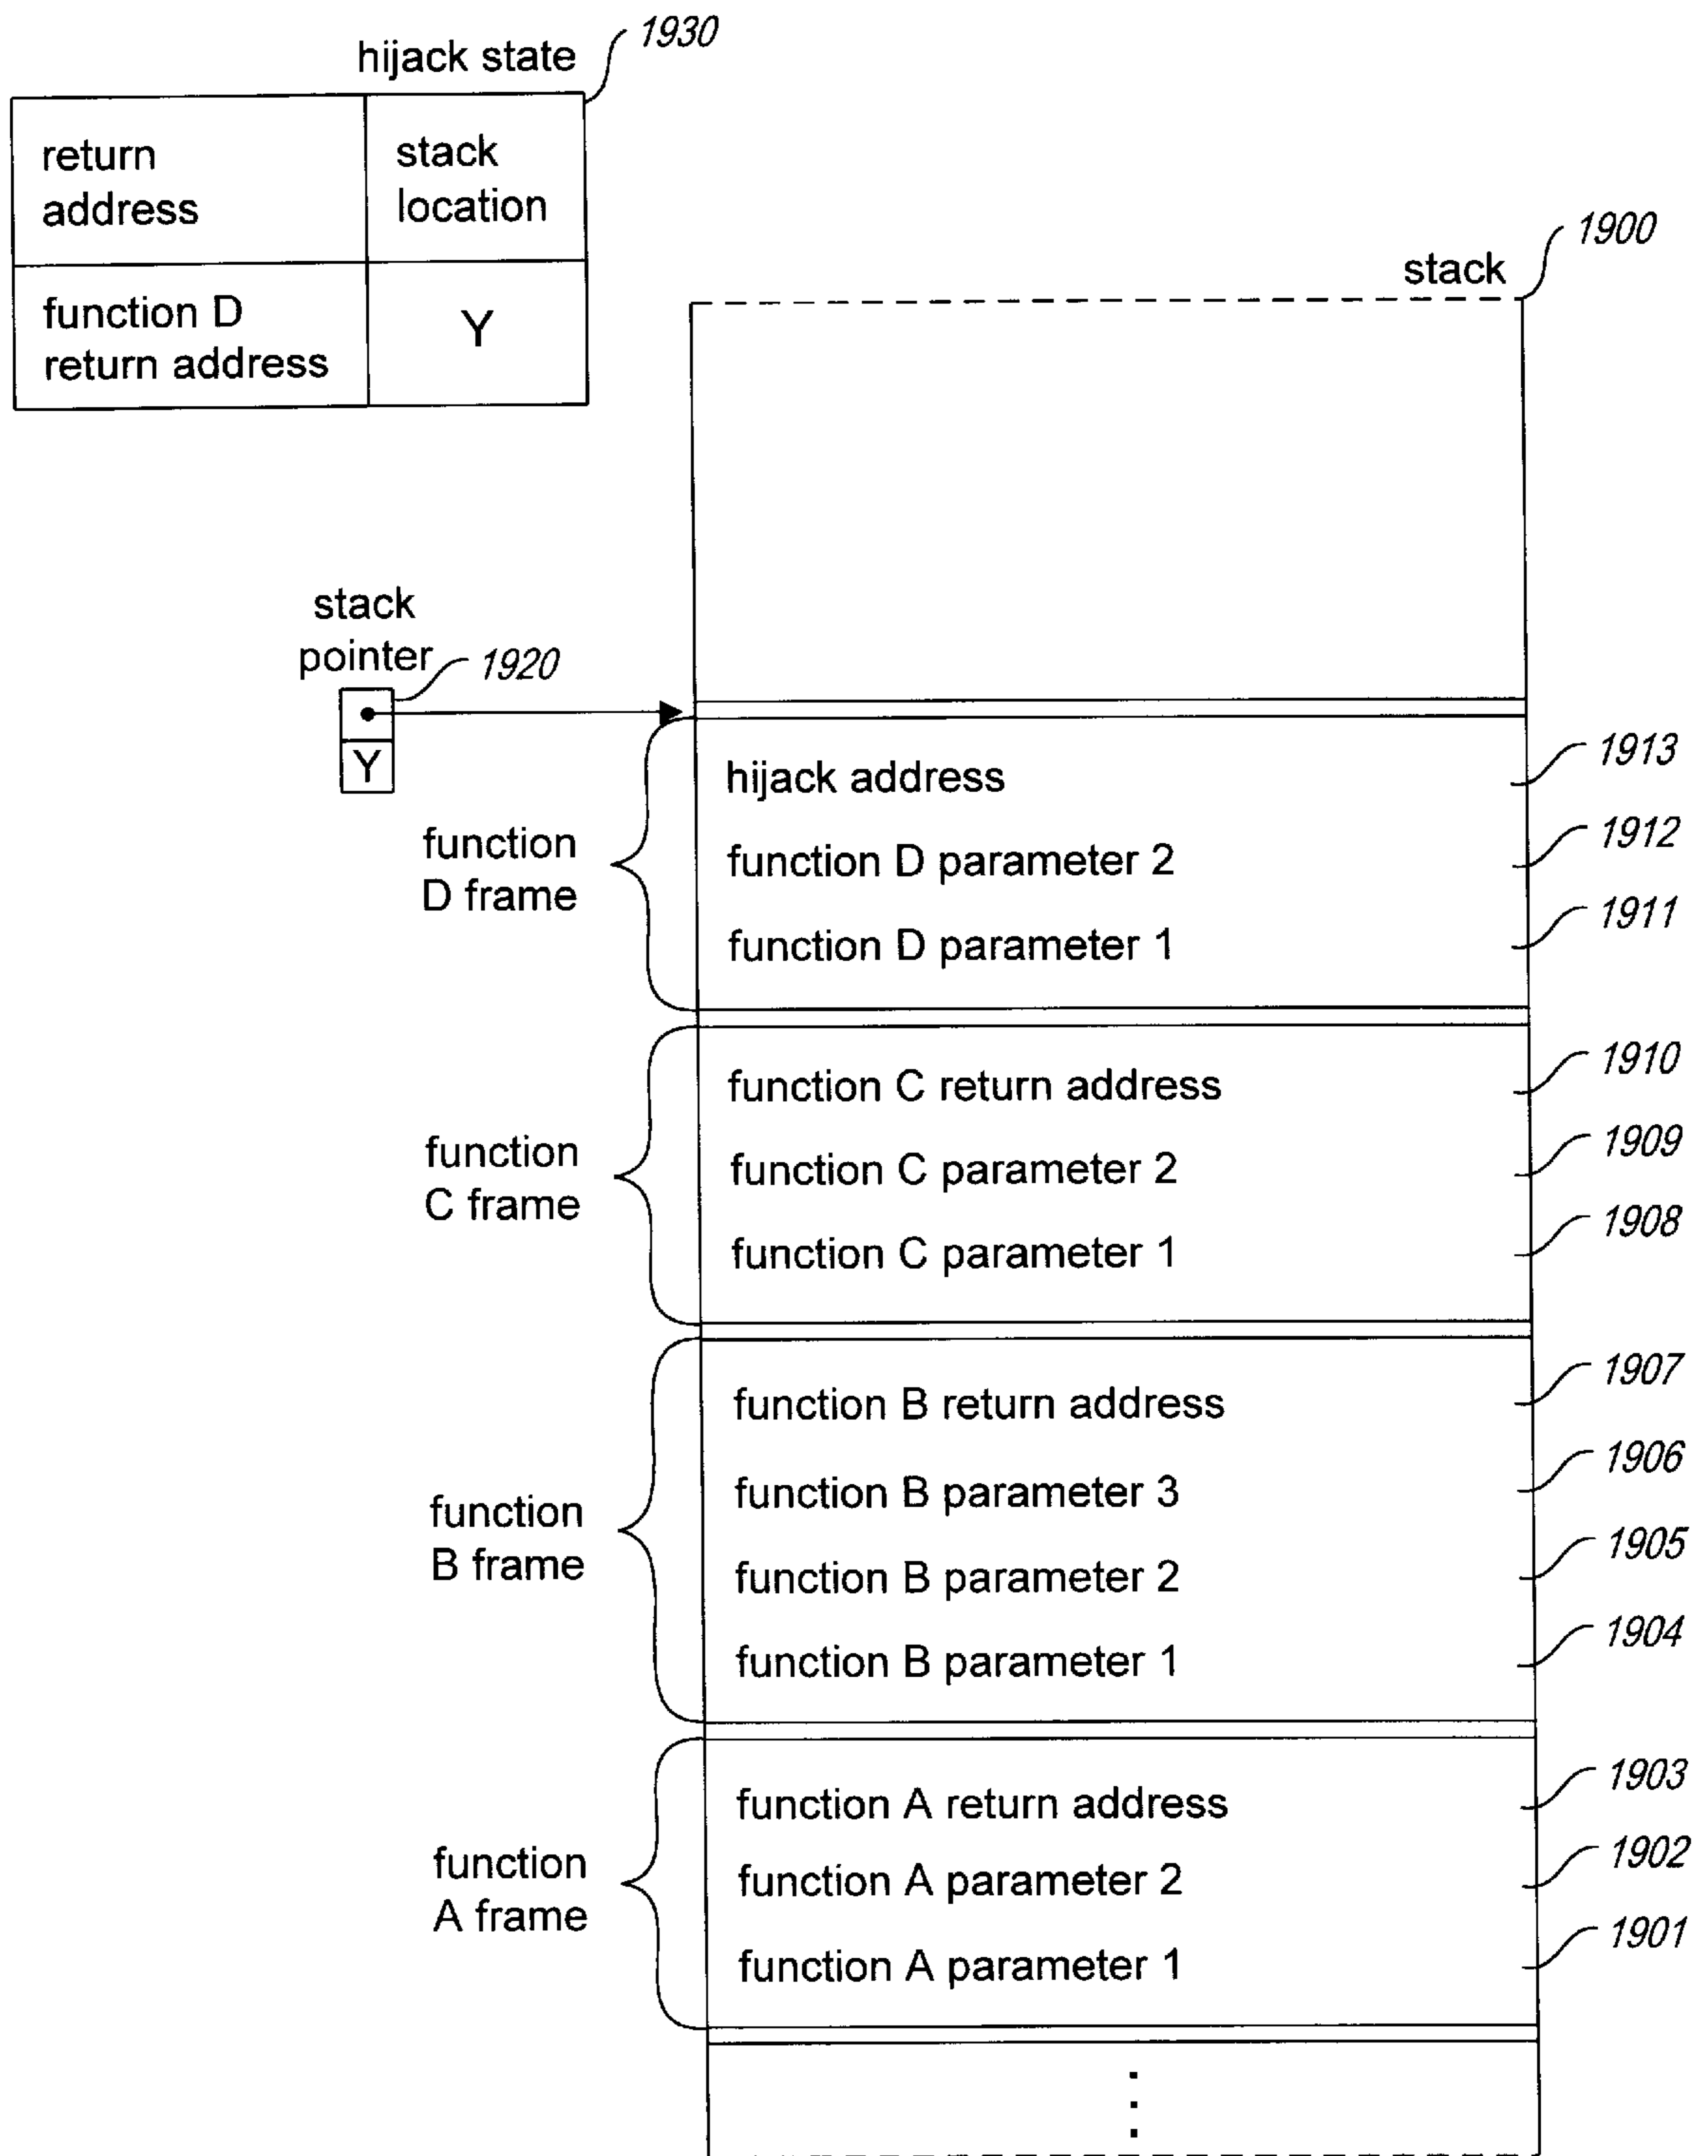 hijack state
1930
return
address
stack
location
function D
return address
Y
stack
1900
stack
pointer
1920
Y
function
D frame
hijack address
1913
function D parameter 2
1912
function D parameter 1
1911
function
C frame
function C return address
1910
function C parameter 2
1909
function C parameter 1
1908
function
B frame
function B return address
1907
function B parameter 3
1906
function B parameter 2
1905
function B parameter 1
1904
function
A frame
function A return address
1903
function A parameter 2
1902
function A parameter 1
1901